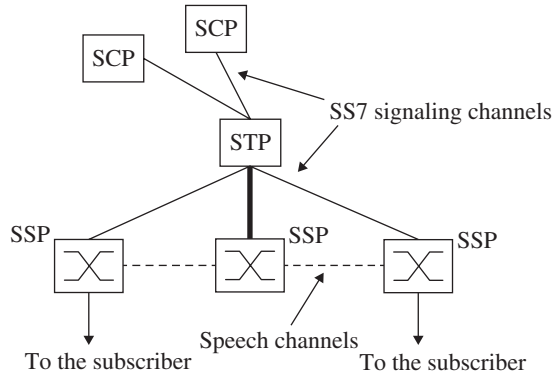 SCP
SCP
SS7 signaling channels
STP
SSP
SSP
SSP
Speech channels
To the subscriber
To the subscriber